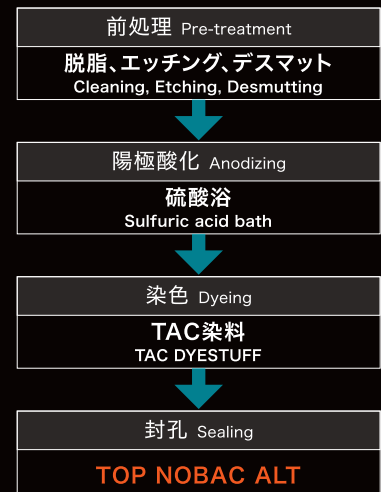 前処理 Pre-treatment
脱脂、エッチング、デスマット
Cleaning, Etching, Desmutting
陽極酸化 Anodizing
硫酸浴
Sulfuric acid bath
染色 Dyeing
TAC染料
TAC DYESTUFF
封孔 Sealing
TOP NOBAC ALT